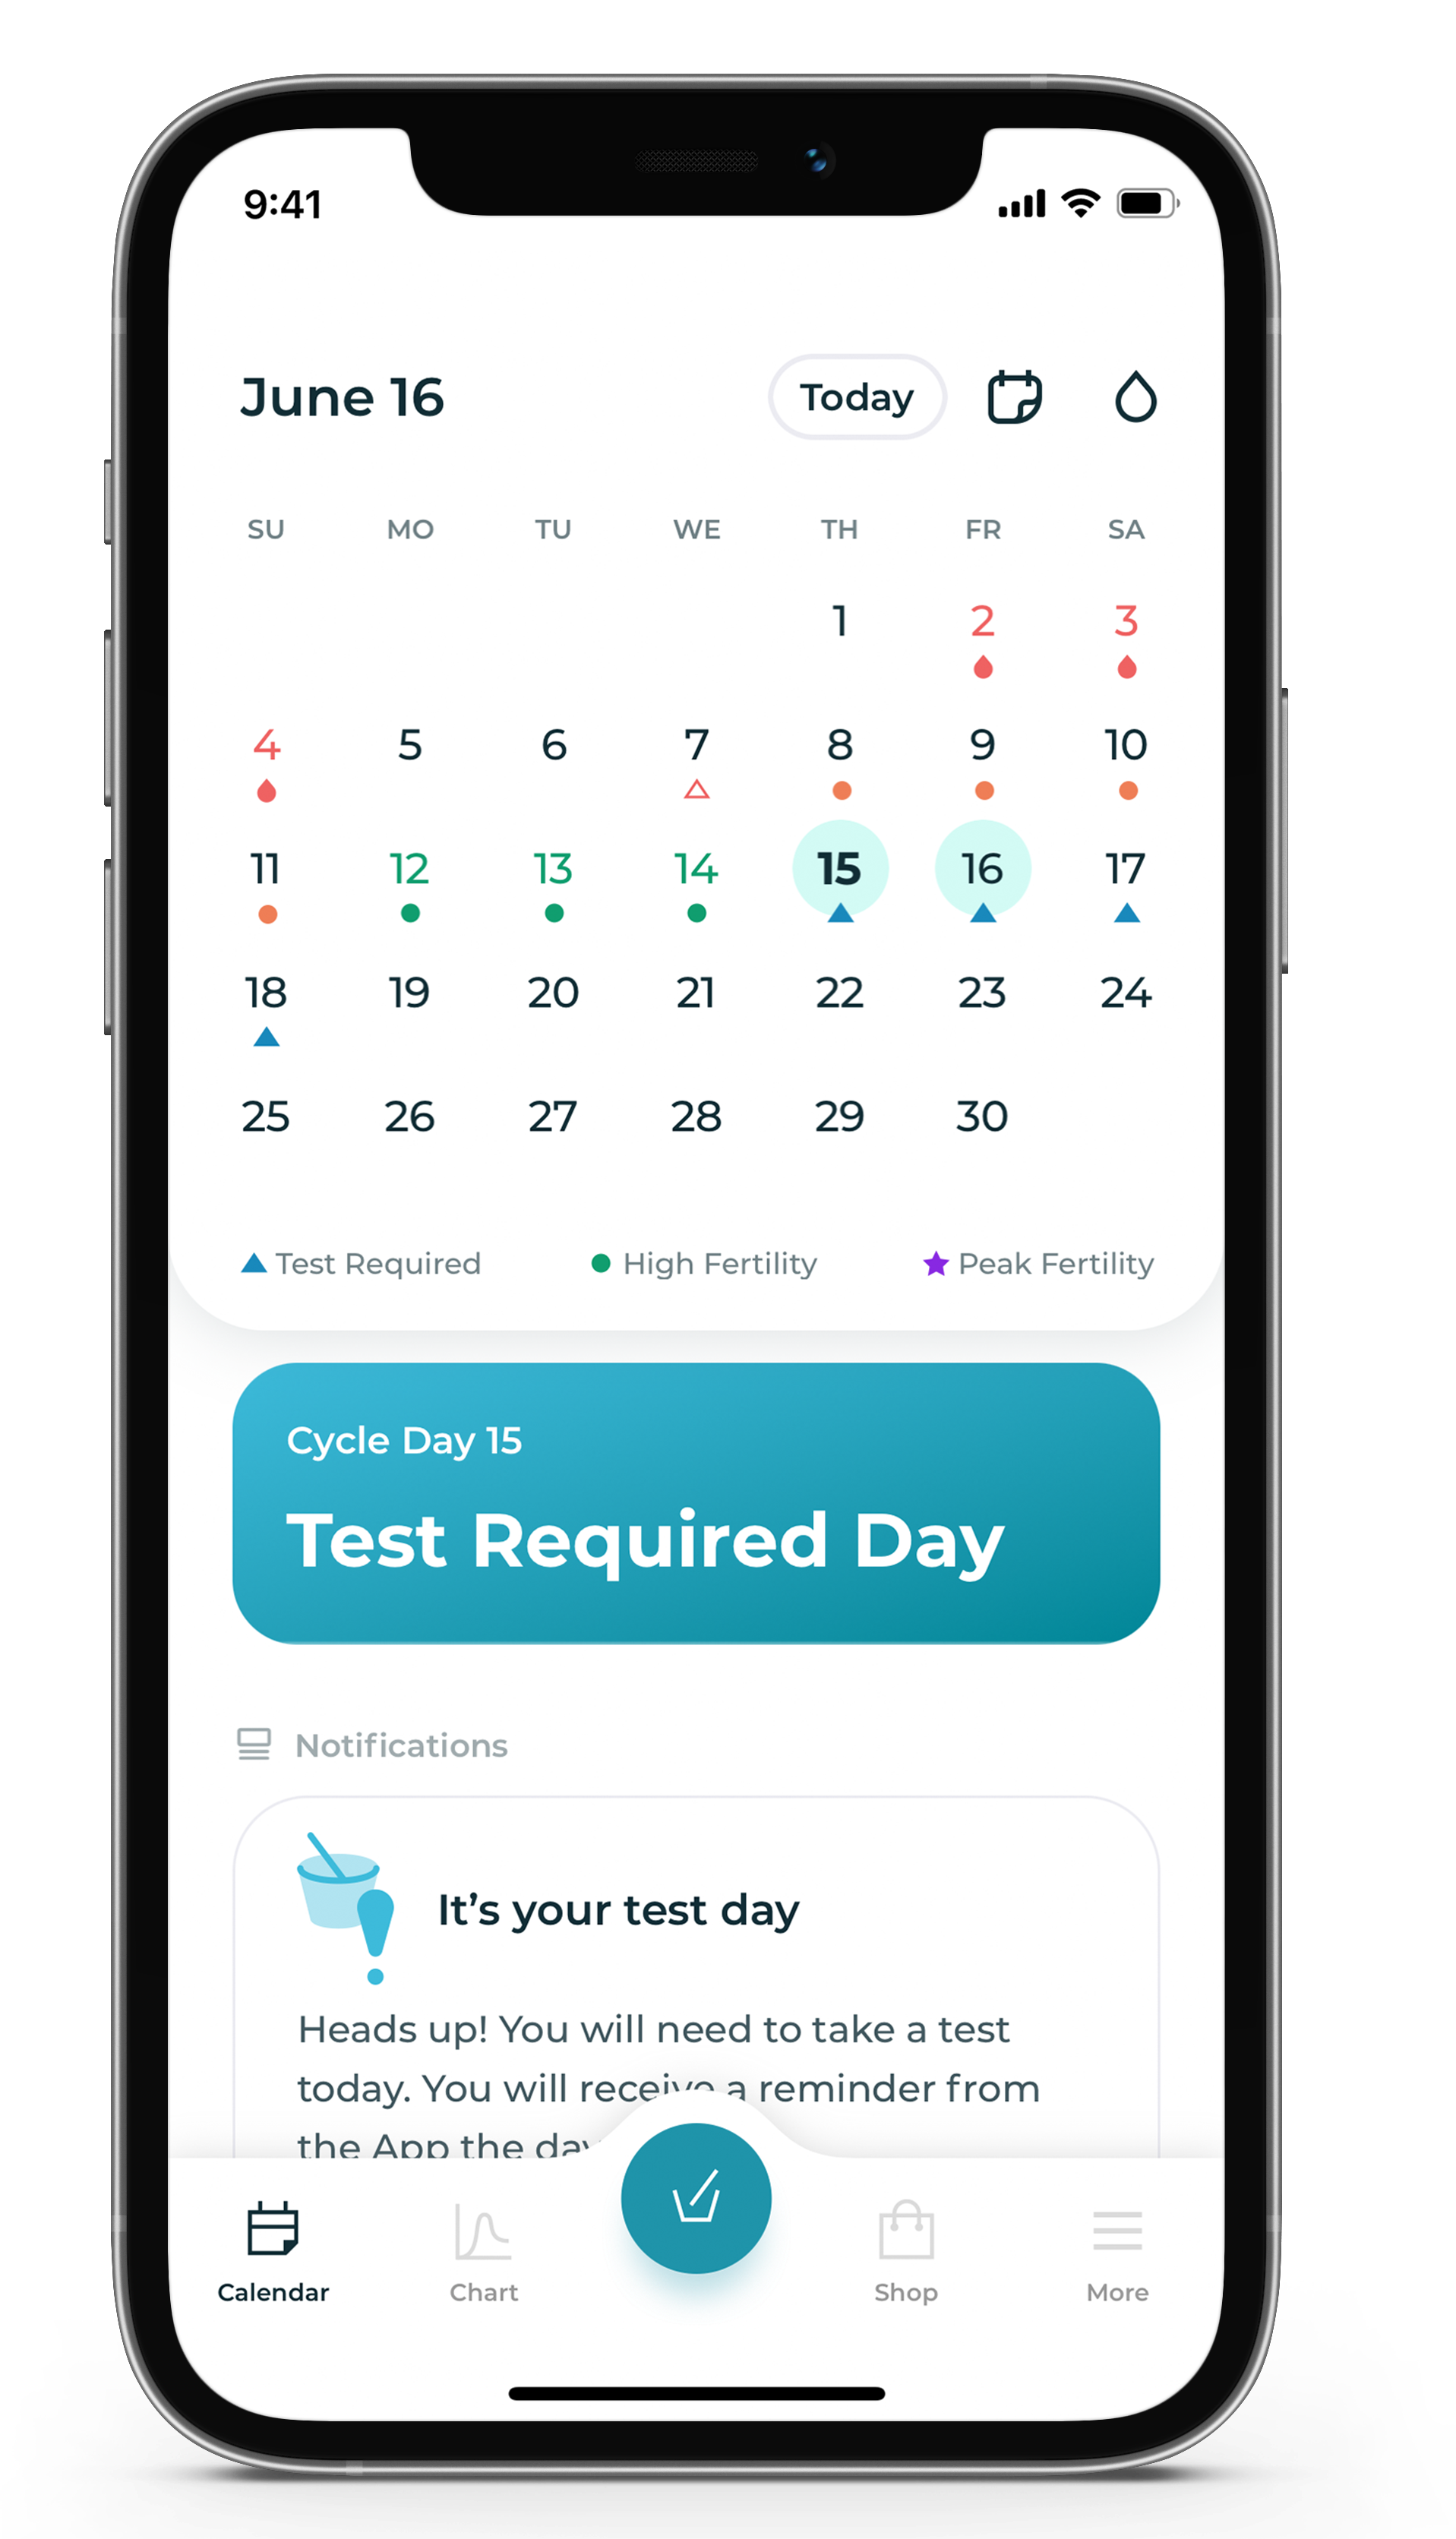 9:41
June 16 Today
SU MO TU WE TH FR SA
1 2 3
4 5 6 7 8 9 10
11 12 13 14 15 16 17
18 19 20 21 22 23 24
25 26 27 28 29 30
Test Required High Fertility Peak Fertility
Cycle Day 15
Test Required Day
Notifications
It's your test day
Heads up! You will need to take a test
today. You will receive a reminder from
the App the day
Calendar Chart Shop More